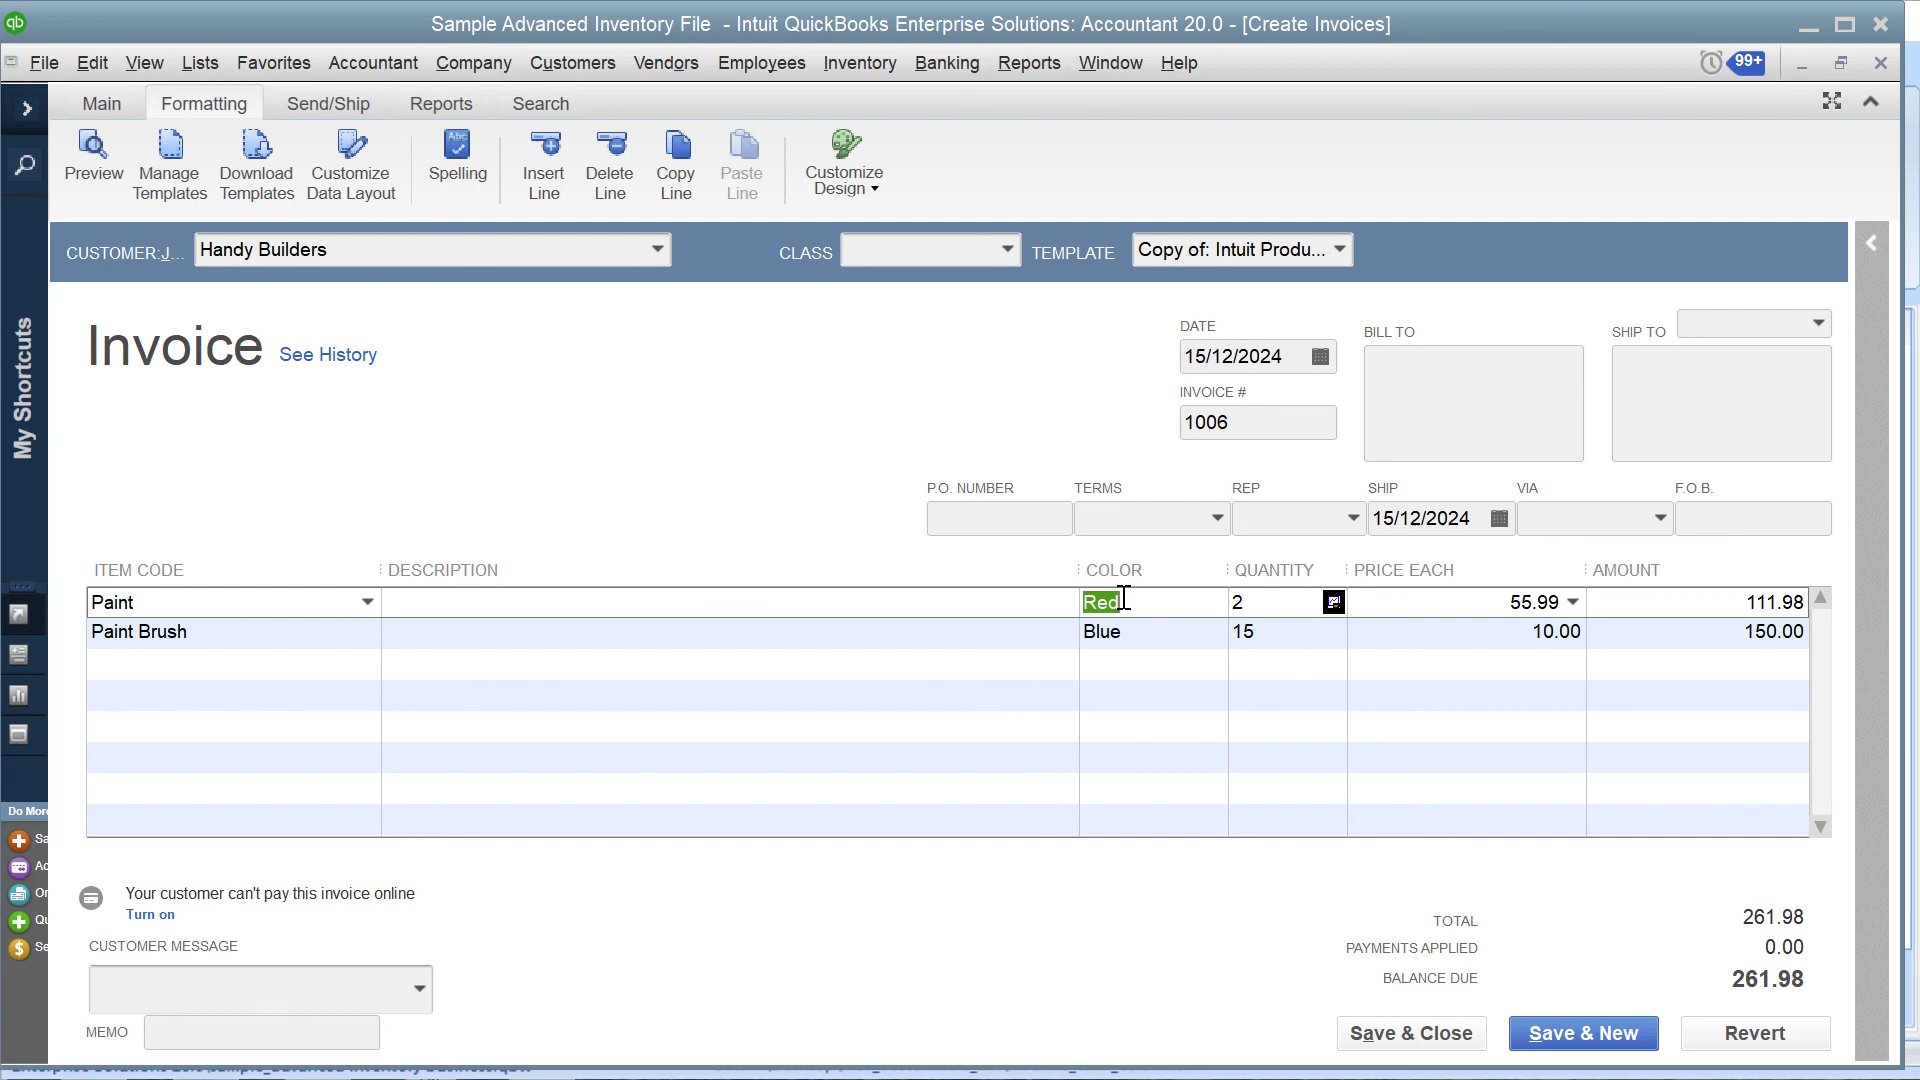 Sample Advanced Inventory File - Intuit QuickBooks Enterprise Solutions: Accountant 20.0 - [Create Invoices]
File Edit View Lists Favorites Accountant Company Customers Vendors Employees Inventory Banking Reports Window Help 99+
Main Formatting Send/Ship Reports Search
Preview Manage Templates Download Templates Customize Data Layout Abc Spelling Insert Line Delete Line Copy Line Paste Line Customize Design
CUSTOMER:J... Handy Builders CLASS TEMPLATE Copy of: Intuit Produ...
My Shortcuts
Invoice See History
DATE BILL TO SHIP TO
15/12/2024
INVOICE #
1006
P.O. NUMBER TERMS REP SHIP VIA F.O.B.
15/12/2024
ITEM CODE DESCRIPTION COLOR QUANTITY PRICE EACH AMOUNT
Paint Red 2 55.99 111.98
Paint Brush Blue 15 10.00 150.00
Do More
Sa
Ac
Or
Qu
Se
Your customer can't pay this invoice online
Turn on
CUSTOMER MESSAGE
MEMO
TOTAL 261.98
PAYMENTS APPLIED 0.00
BALANCE DUE 261.98
Save & Close Save & New Revert